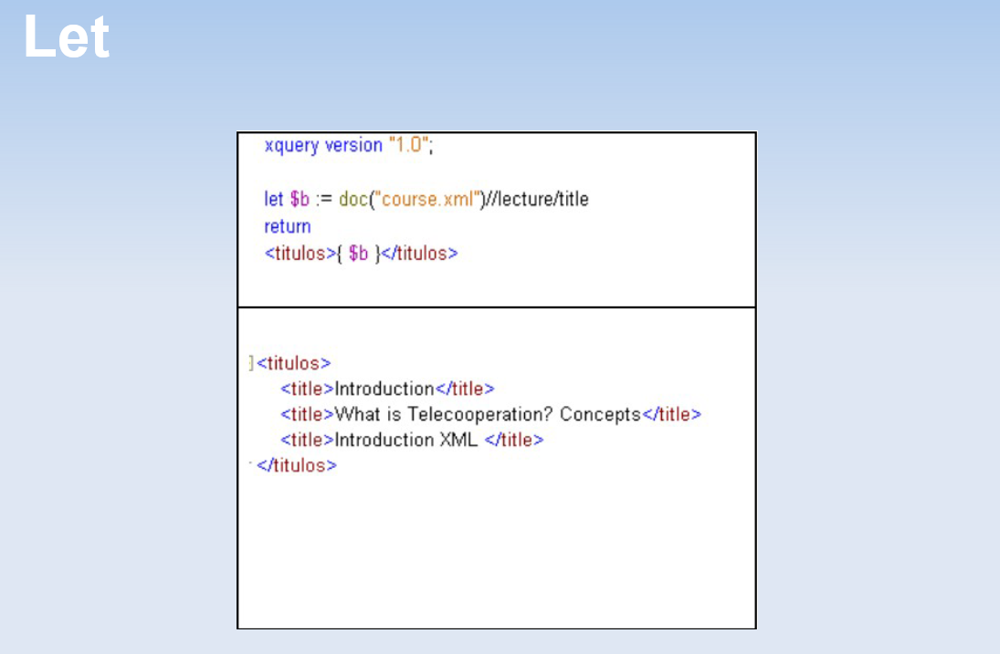 Let
xquery version "1.0";
let $b := doc("course.xml")//lecture/title
return
<titulos>{ $b }</titulos>
<titulos>
<title>Introduction</title>
<title>What is Telecooperation? Concepts</title>
<title>Introduction XML </title>
</titulos>